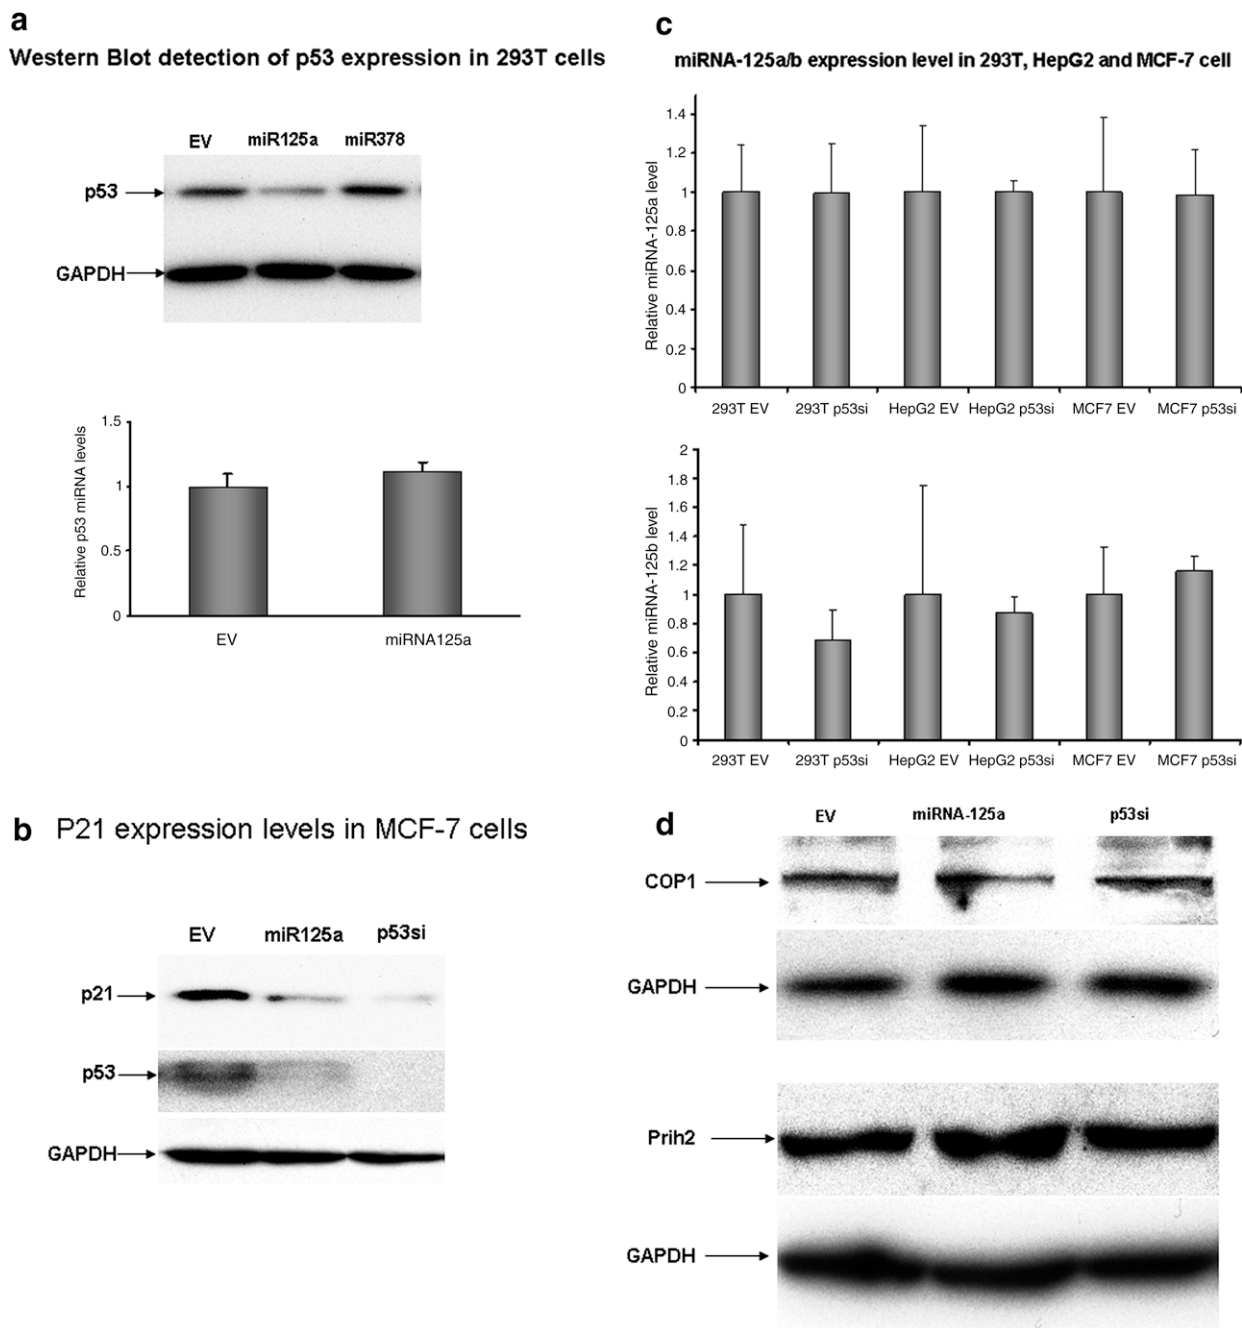 a
Western Blot detection of p53 expression in 293T cells
EV miR125a miR378
p53
GAPDH
Relative p53 miRNA levels
1.5
1
0.5
0
EV miRNA125a
b P21 expression levels in MCF-7 cells
EV miR125a p53si
p21
p53
GAPDH
c
miRNA-125a/b expression level in 293T, HepG2 and MCF-7 cell
Relative miRNA-125a level
1.4
1.2
1
0.8
0.6
0.4
0.2
0
293T EV 293T p53si HepG2 EV HepG2 p53si MCF7 EV MCF7 p53si
Relative miRNA-125b level
2
1.8
1.6
1.4
1.2
1
0.8
0.6
0.4
0.2
0
293T EV 293T p53si HepG2 EV HepG2 p53si MCF7 EV MCF7 p53si
d
EV miRNA-125a p53si
COP1
GAPDH
Prih2
GAPDH